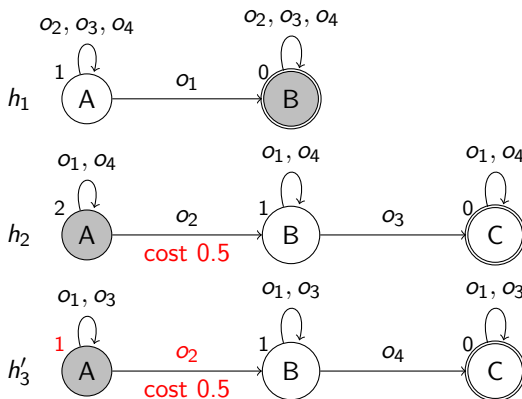 o₂, o₃, o₄ o₂, o₃, o₄
h₁ 1 A o₁ 0 B
o₁, o₄ o₁, o₄ o₁, o₄
h₂ 2 A o₂ 1 B o₃ 0 C
cost 0.5
o₁, o₃ o₁, o₃ o₁, o₃
h′₃ 1 A o₂ 1 B o₄ 0 C
cost 0.5